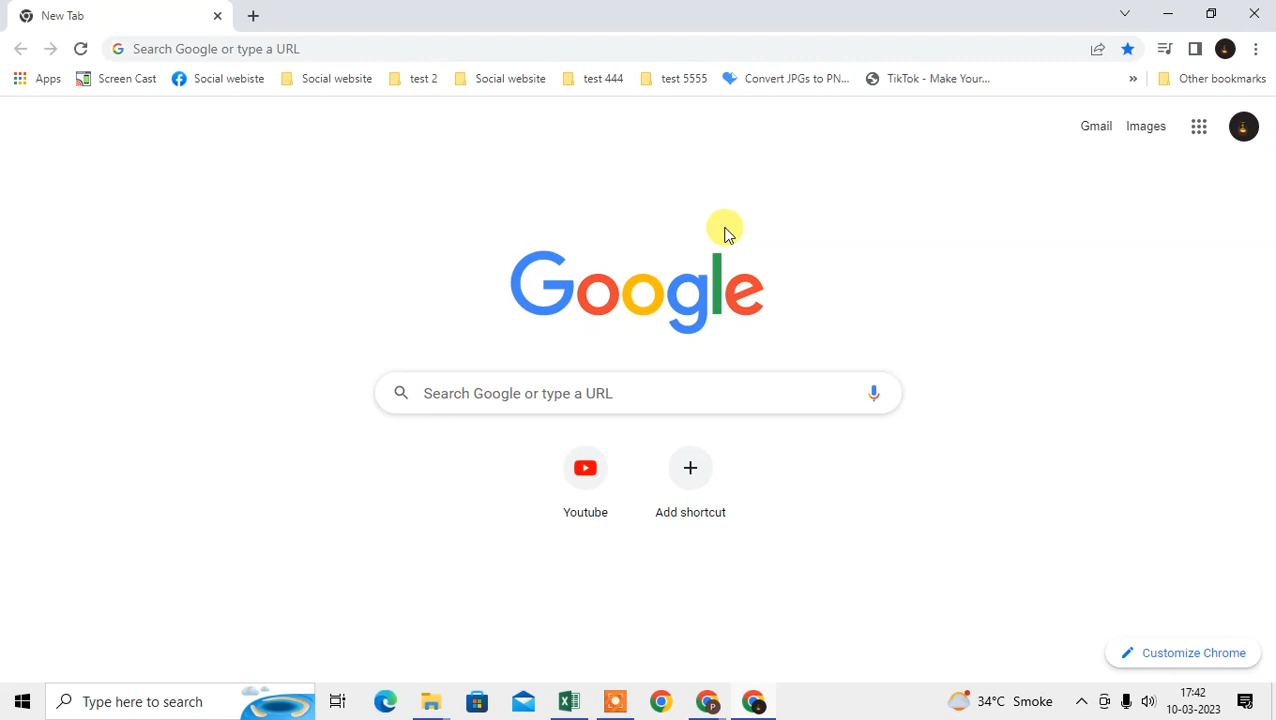 New Tab
Search Google or type a URL
Apps Screen Cast Social webiste Social website test 2 Social website test 444 test 5555 Convert JPGs to PN... TikTok - Make Your... » Other bookmarks
Gmail Images
Google
Search Google or type a URL
Youtube Add shortcut
Customize Chrome
Type here to search
34°C Smoke
17:42
10-03-2023